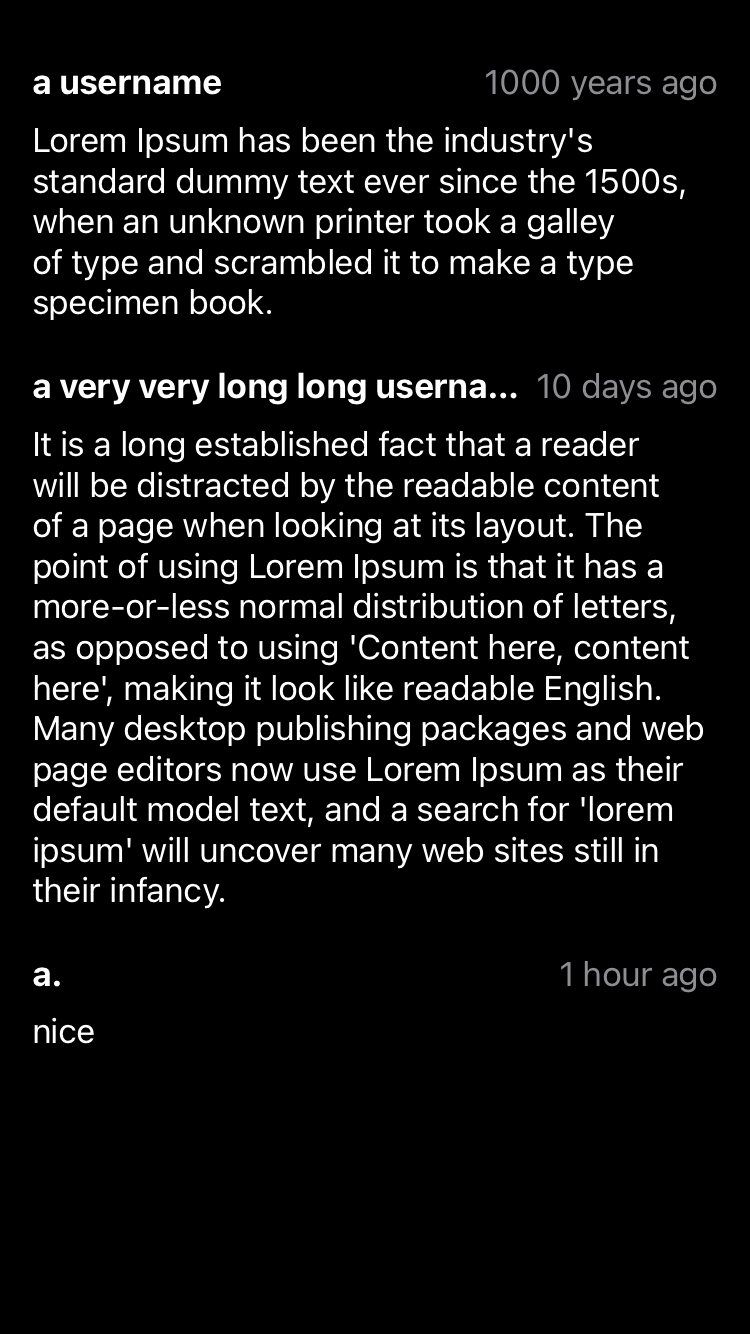 a username 1000 years ago
Lorem Ipsum has been the industry's
standard dummy text ever since the 1500s,
when an unknown printer took a galley
of type and scrambled it to make a type
specimen book.
a very very long long userna... 10 days ago
It is a long established fact that a reader
will be distracted by the readable content
of a page when looking at its layout. The
point of using Lorem Ipsum is that it has a
more-or-less normal distribution of letters,
as opposed to using 'Content here, content
here', making it look like readable English.
Many desktop publishing packages and web
page editors now use Lorem Ipsum as their
default model text, and a search for 'lorem
ipsum' will uncover many web sites still in
their infancy.
a. 1 hour ago
nice